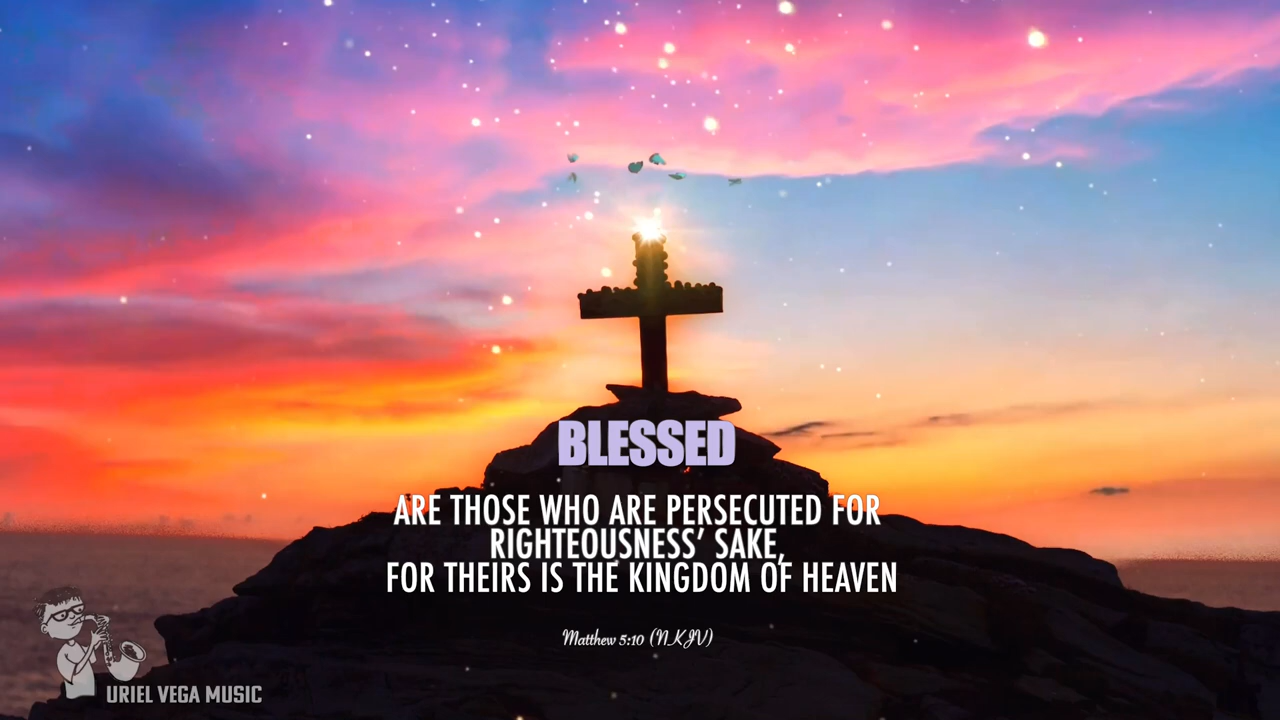 BLESSED
ARE THOSE WHO ARE PERSECUTED FOR
RIGHTEOUSNESS’ SAKE,
FOR THEIRS IS THE KINGDOM OF HEAVEN
Matthew 5:10 (NKJV)
URIEL VEGA MUSIC